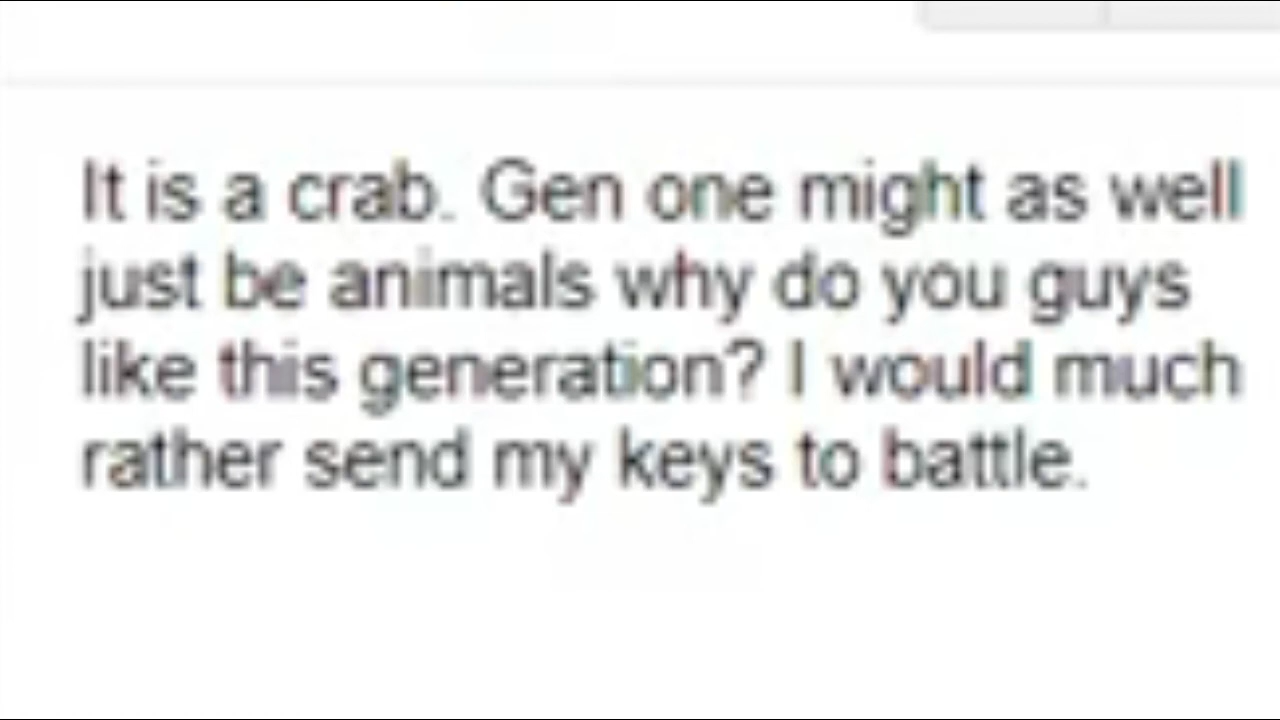 It is a crab. Gen one might as well
just be animals why do you guys
like this generation? I would much
rather send my keys to battle.